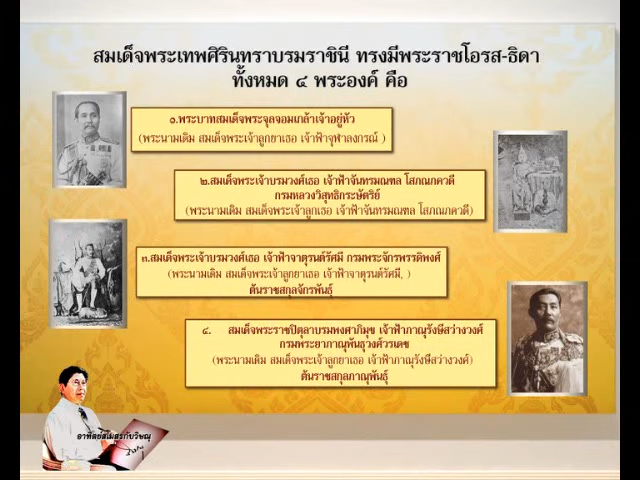 สมเด็จพระเทพศิรินทราบรมราชินี ทรงมีพระราชโอรส-ธิดา
ทั้งหมด ๔ พระองค์ คือ
๑.พระบาทสมเด็จพระจุลจอมเกล้าเจ้าอยู่หัว
(พระนามเดิม สมเด็จพระเจ้าลูกยาเธอ เจ้าฟ้าจุฬาลงกรณ์ )
๒.สมเด็จพระเจ้าบรมวงศ์เธอ เจ้าฟ้าจันทรมณฑล โสภณภควดี
กรมหลวงวิสุทธิกระษัตริย์
(พระนามเดิม สมเด็จพระเจ้าลูกเธอ เจ้าฟ้าจันทรมณฑล โสภณภควดี)
๓.สมเด็จพระเจ้าบรมวงศ์เธอ เจ้าฟ้าจาตุรนต์รัศมี กรมพระจักรพรรดิพงศ์
(พระนามเดิม สมเด็จพระเจ้าลูกยาเธอ เจ้าฟ้าจาตุรนต์รัศมี, )
ต้นราชสกุลจักรพันธุ์
๔. สมเด็จพระราชปิตุลาบรมพงศาภิมุข เจ้าฟ้าภาณุรังษีสว่างวงศ์
กรมพระยาภาณุพันธุวงศ์วรเดช
(พระนามเดิม สมเด็จพระเจ้าลูกยาเธอ เจ้าฟ้าภาณุรังษีสว่างวงศ์)
ต้นราชสกุลภาณุพันธุ์
อาทิตย์สโมสรกับวิษณุ